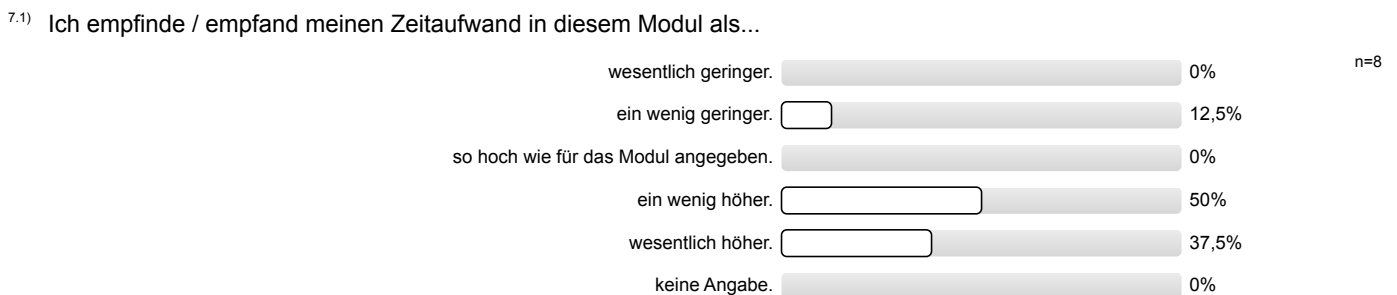 7.1) Ich empfinde / empfand meinen Zeitaufwand in diesem Modul als...
n=8
wesentlich geringer. 0%
ein wenig geringer. 12,5%
so hoch wie für das Modul angegeben. 0%
ein wenig höher. 50%
wesentlich höher. 37,5%
keine Angabe. 0%